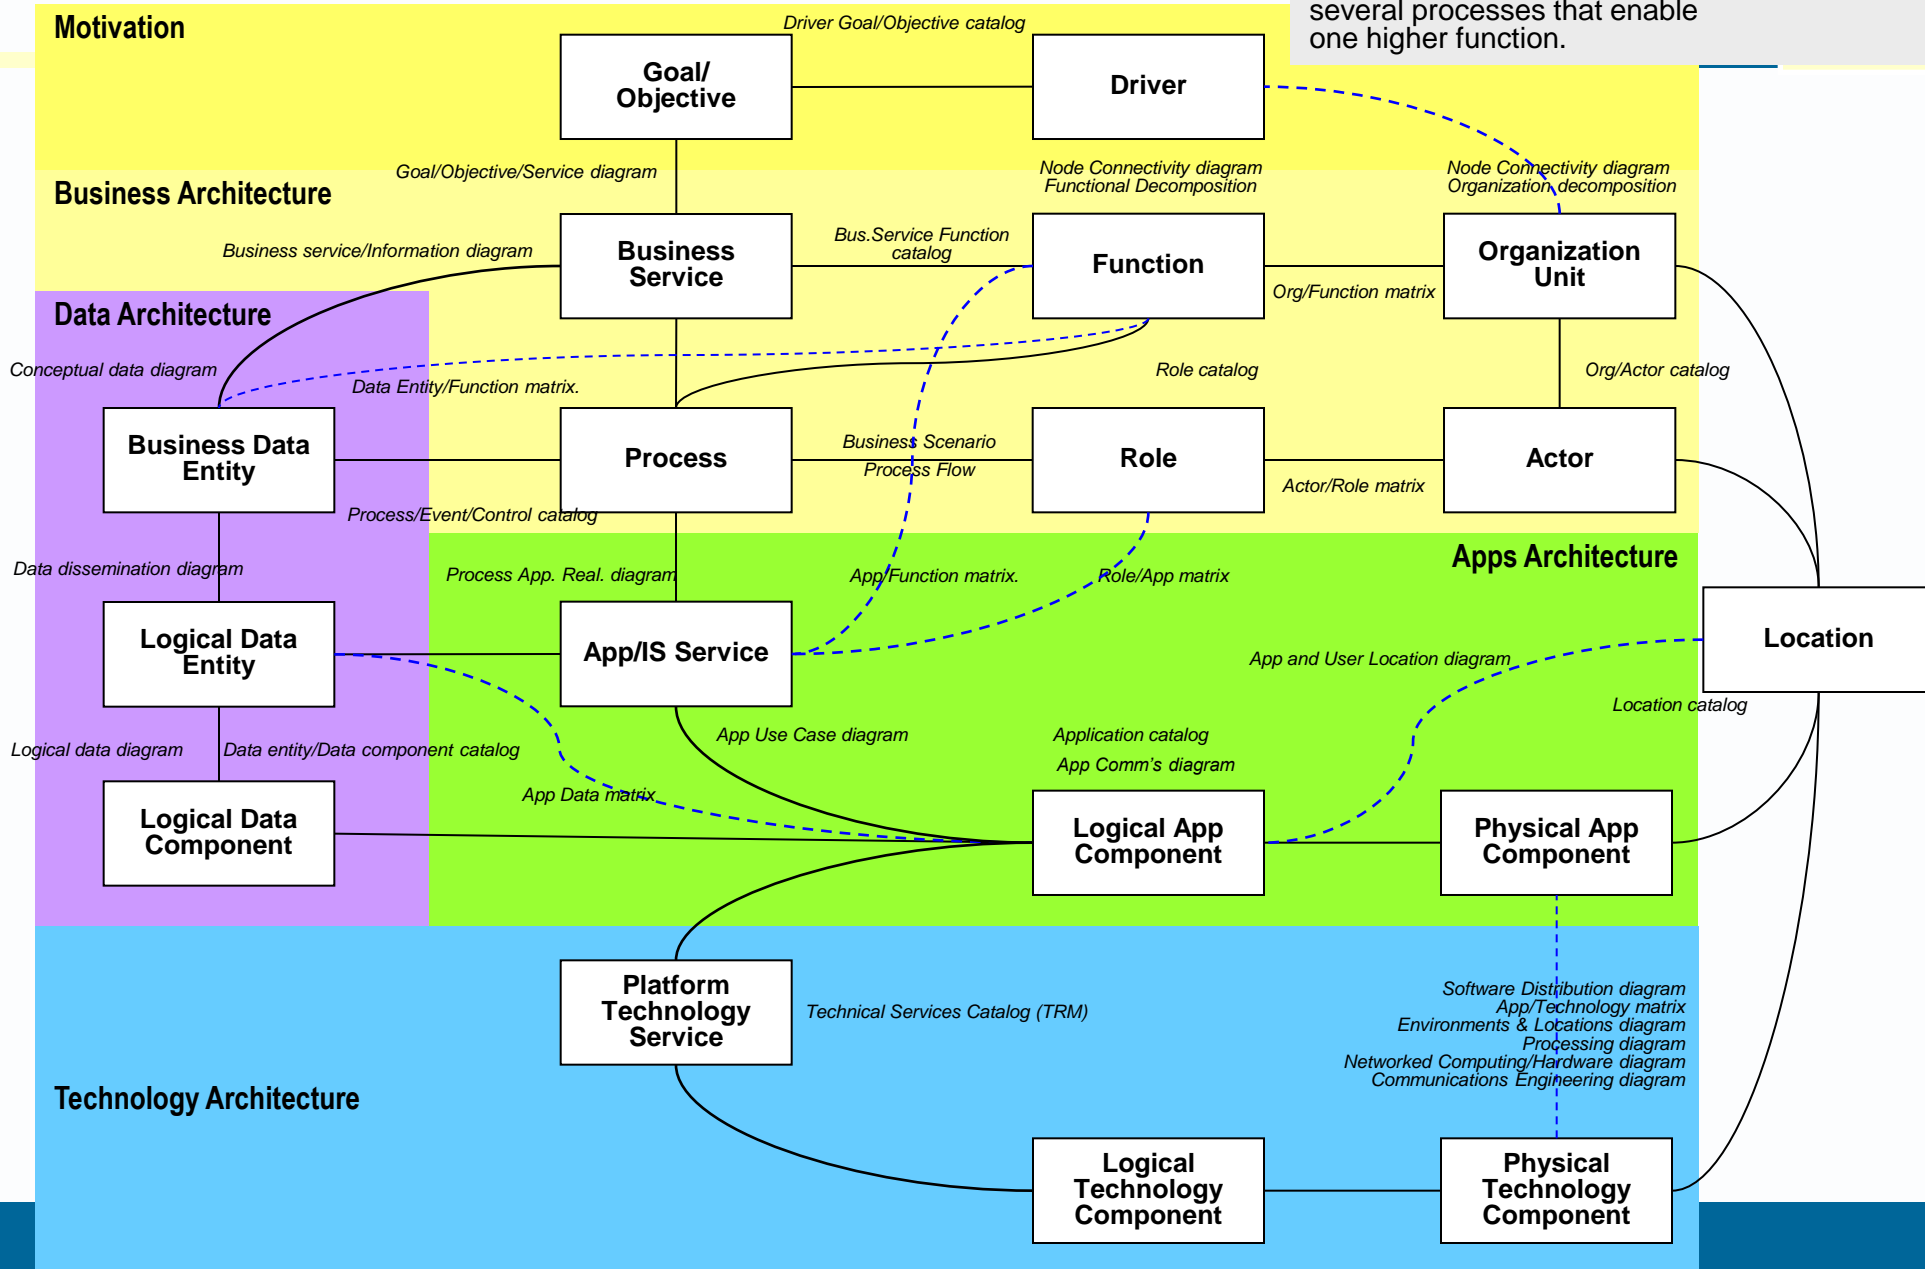 several processes that enable
one higher function.
Motivation
Driver Goal/Objective catalog
Goal/
Objective
Driver
Goal/Objective/Service diagram
Node Connectivity diagram
Functional Decomposition
Node Connectivity diagram
Organization decomposition
Business Architecture
Business service/Information diagram
Business
Service
Bus.Service Function
catalog
Function
Org/Function matrix
Organization
Unit
Data Architecture
Conceptual data diagram
Data Entity/Function matrix.
Role catalog
Org/Actor catalog
Business Data
Entity
Process
Business Scenario
Process Flow
Role
Actor/Role matrix
Actor
Process/Event/Control catalog
Apps Architecture
Data dissemination diagram
Process App. Real. diagram
App/Function matrix.
Role/App matrix
Logical Data
Entity
App/IS Service
App and User Location diagram
Location
Location catalog
Logical data diagram
Data entity/Data component catalog
App Use Case diagram
Application catalog
App Comm's diagram
App Data matrix
Logical Data
Component
Logical App
Component
Physical App
Component
Platform
Technology
Service
Technical Services Catalog (TRM)
Software Distribution diagram
App/Technology matrix
Environments & Locations diagram
Processing diagram
Networked Computing/Hardware diagram
Communications Engineering diagram
Technology Architecture
Logical
Technology
Component
Physical
Technology
Component